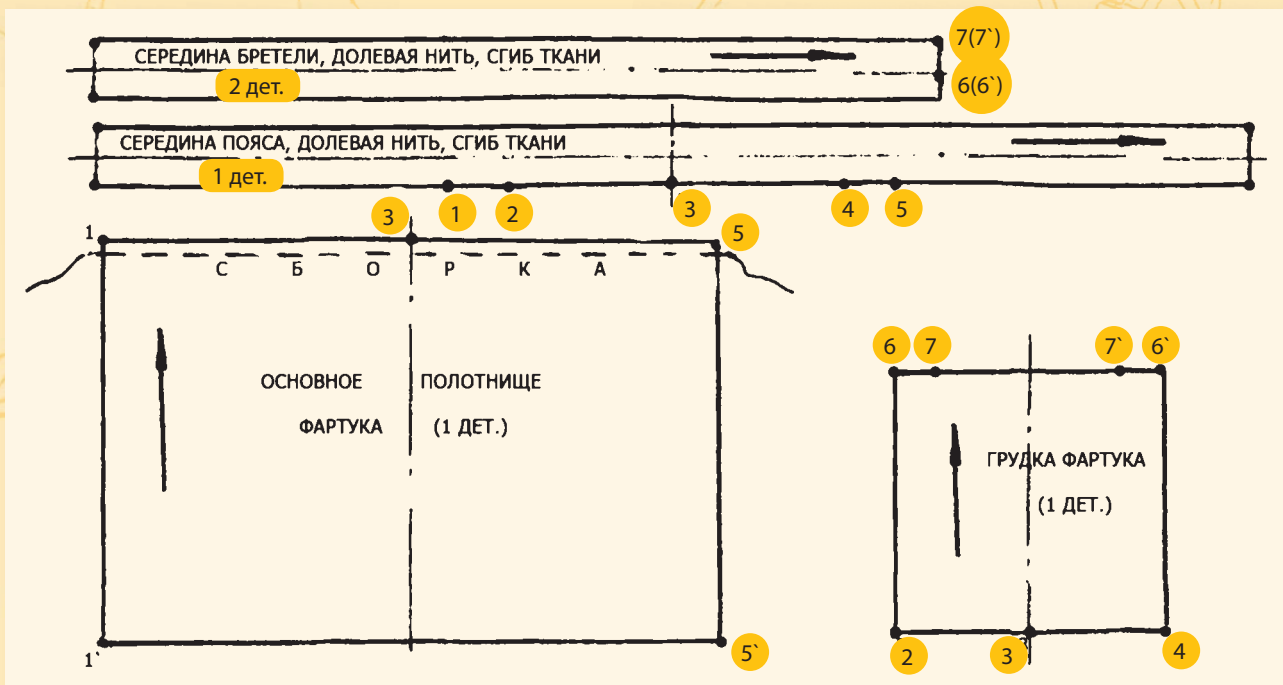 7(7`)
СЕРЕДИНА БРЕТЕЛИ, ДОЛЕВАЯ НИТЬ, СГИБ ТКАНИ
2 дет.
6(6`)
СЕРЕДИНА ПОЯСА, ДОЛЕВАЯ НИТЬ, СГИБ ТКАНИ
1 дет.
1 2 3 4 5
1 3 5
С Б О Р К А
ОСНОВНОЕ ПОЛОТНИЩЕ
ФАРТУКА (1 ДЕТ.)
1` 5`
6 7 7` 6`
ГРУДКА ФАРТУКА
(1 ДЕТ.)
2 3 4